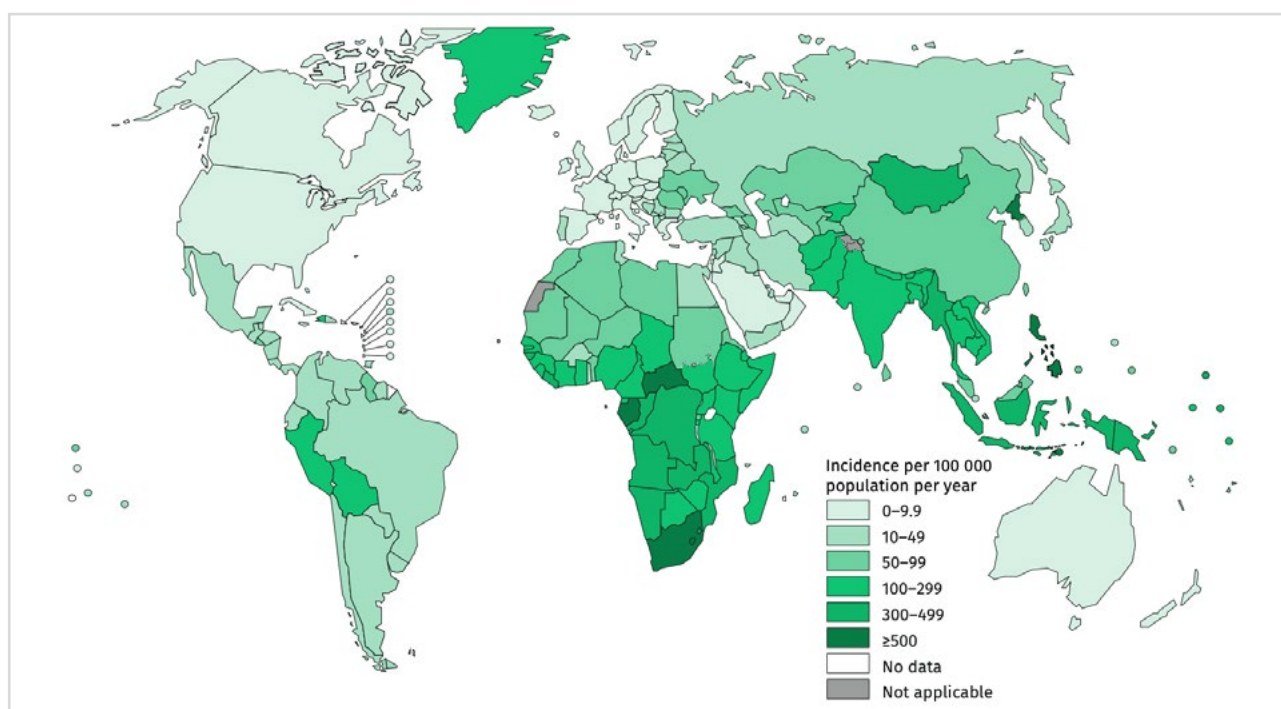 Incidence per 100 000
population per year
0–9.9
10–49
50–99
100–299
300–499
≥500
No data
Not applicable